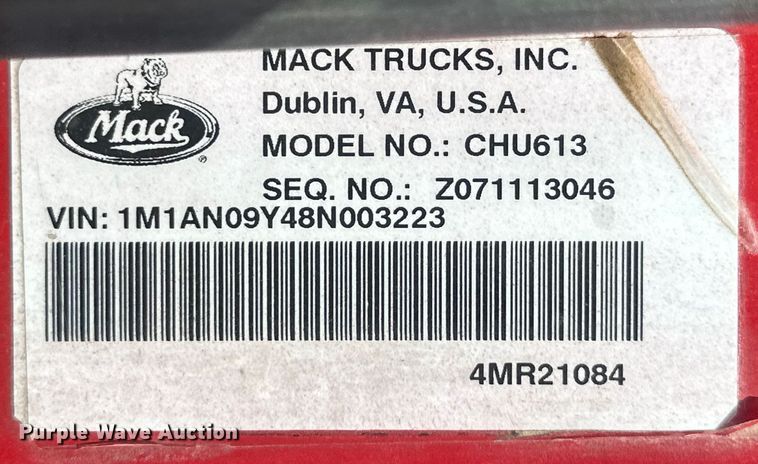 MACK TRUCKS, INC.
Dublin, VA, U.S.A.
Mack ®
MODEL NO.: CHU613
SEQ. NO.: Z071113046
VIN: 1M1AN09Y48N003223
4MR21084
Purple Wave Auction